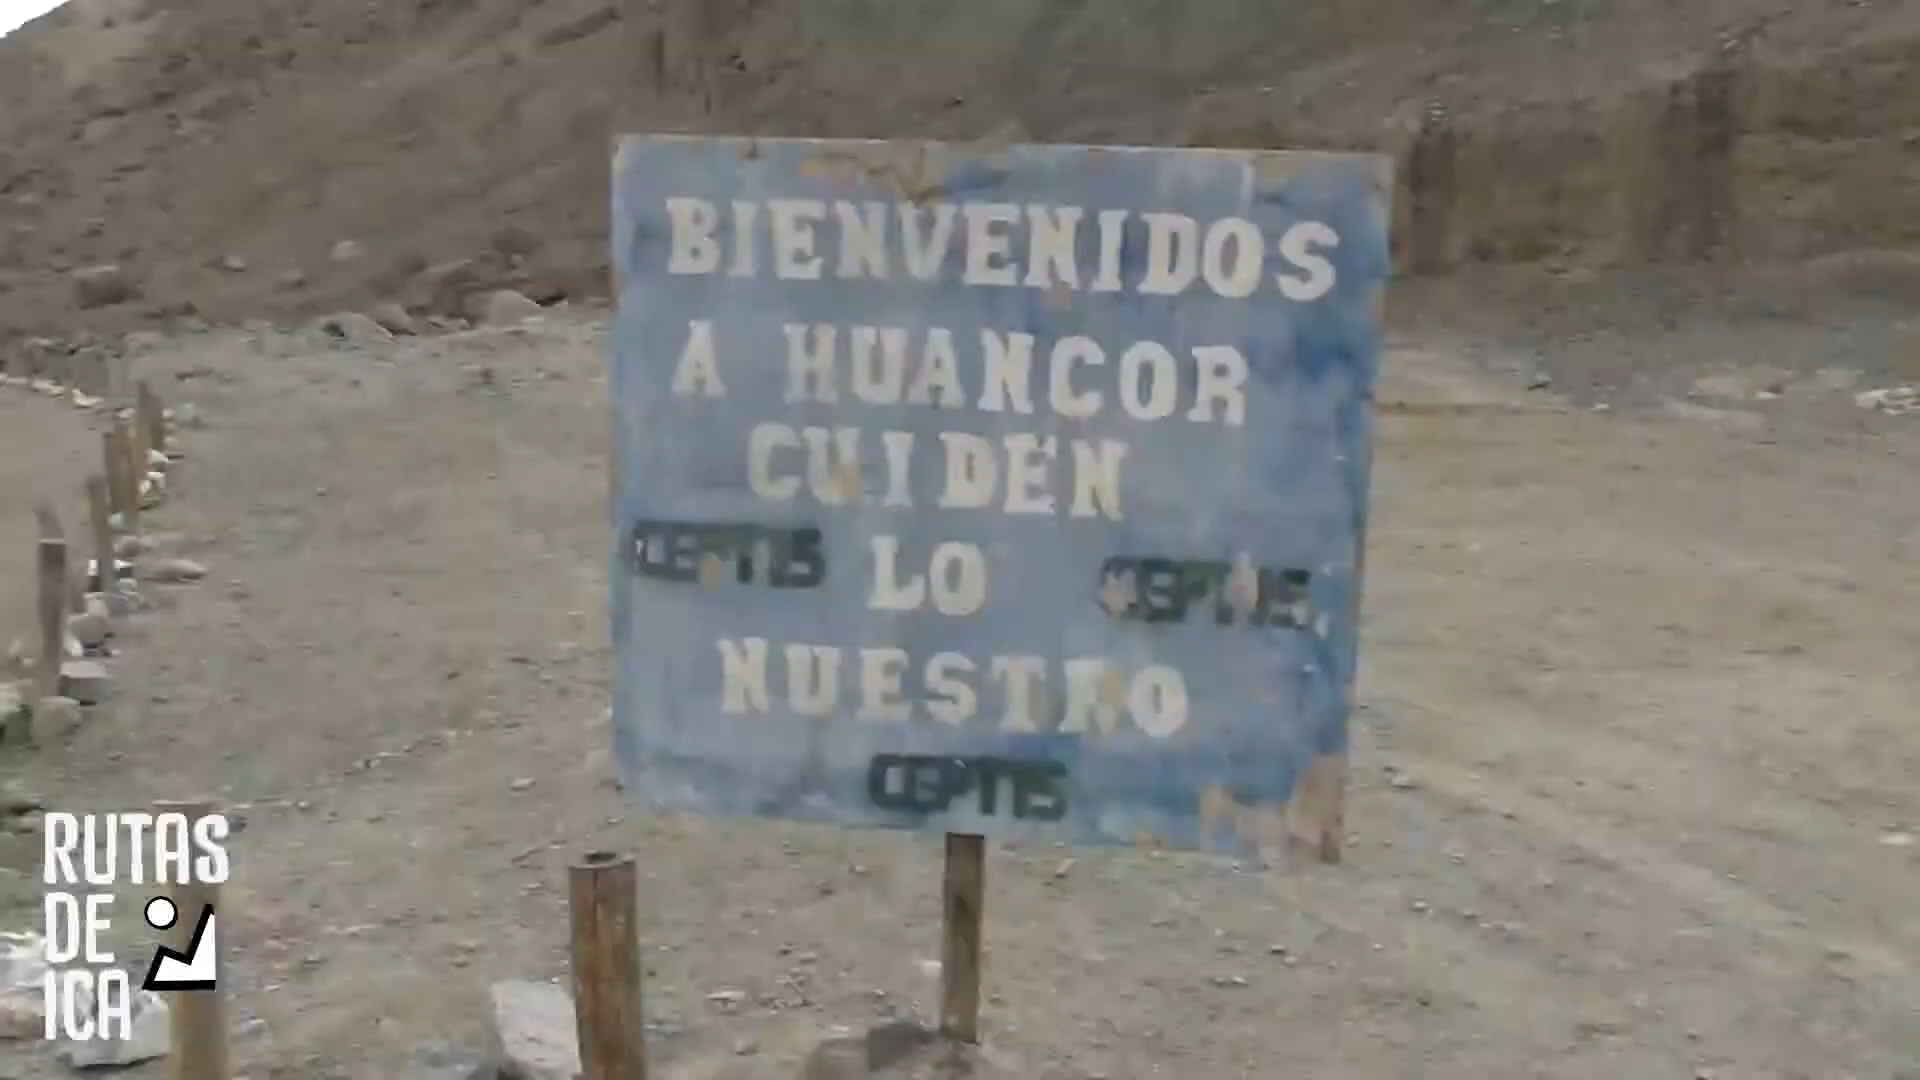 BIENVENIDOS
A HUANCOR
CUIDEN
CEPTIS LO CEPTIS
NUESTRO
CEPTIS
RUTAS
DE
ICA